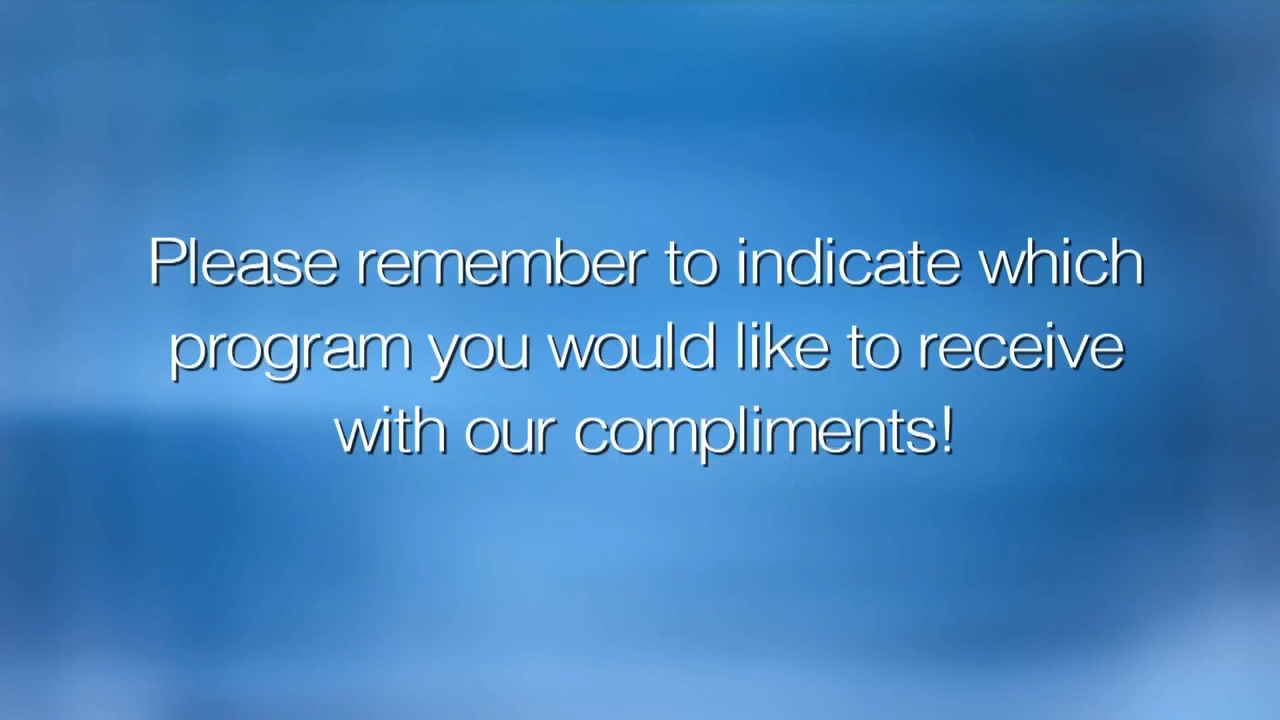 Please remember to indicate which
program you would like to receive
with our compliments!